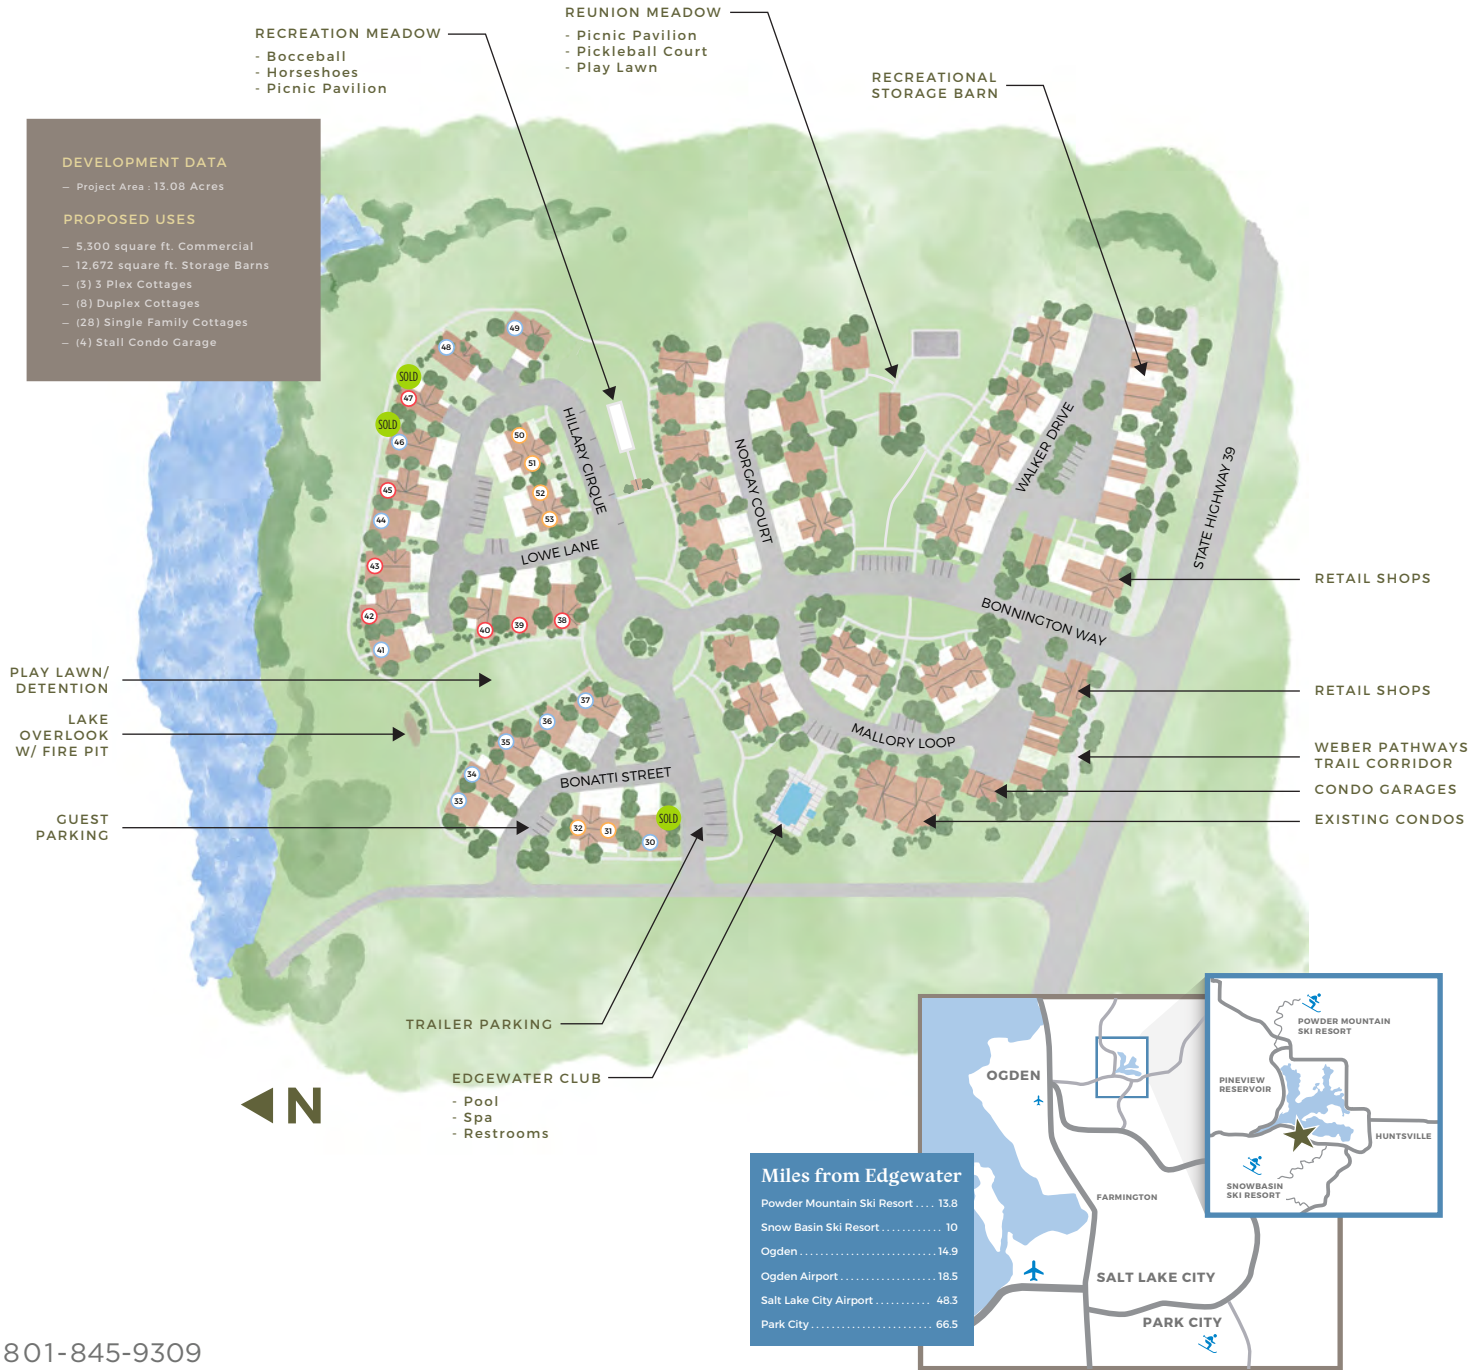 RECREATION MEADOW
- Bocceball
- Horseshoes
- Picnic Pavilion
REUNION MEADOW
- Picnic Pavilion
- Pickleball Court
- Play Lawn
RECREATIONAL
STORAGE BARN
DEVELOPMENT DATA
– Project Area : 13.08 Acres
PROPOSED USES
– 5,300 square ft. Commercial
– 12,672 square ft. Storage Barns
– (3) 3 Plex Cottages
– (8) Duplex Cottages
– (28) Single Family Cottages
– (4) Stall Condo Garage
49
48
SOLD
47
SOLD
46
45
44
43
42
41
50
51
52
53
40
39
38
37
36
35
34
33
32
31
30
SOLD
HILLARY CIRQUE
LOWE LANE
NORGAY COURT
WALKER DRIVE
STATE HIGHWAY 39
BONNINGTON WAY
MALLORY LOOP
BONATTI STREET
RETAIL SHOPS
RETAIL SHOPS
WEBER PATHWAYS
TRAIL CORRIDOR
CONDO GARAGES
EXISTING CONDOS
PLAY LAWN/
DETENTION
LAKE
OVERLOOK
W/ FIRE PIT
GUEST
PARKING
TRAILER PARKING
EDGEWATER CLUB
- Pool
- Spa
- Restrooms
N
OGDEN
FARMINGTON
SALT LAKE CITY
PARK CITY
POWDER MOUNTAIN
SKI RESORT
PINEVIEW
RESERVOIR
HUNTSVILLE
SNOWBASIN
SKI RESORT
Miles from Edgewater
Powder Mountain Ski Resort .... 13.8
Snow Basin Ski Resort ........... 10
Ogden ......................... 14.9
Ogden Airport .................. 18.5
Salt Lake City Airport .......... 48.3
Park City ....................... 66.5
801-845-9309